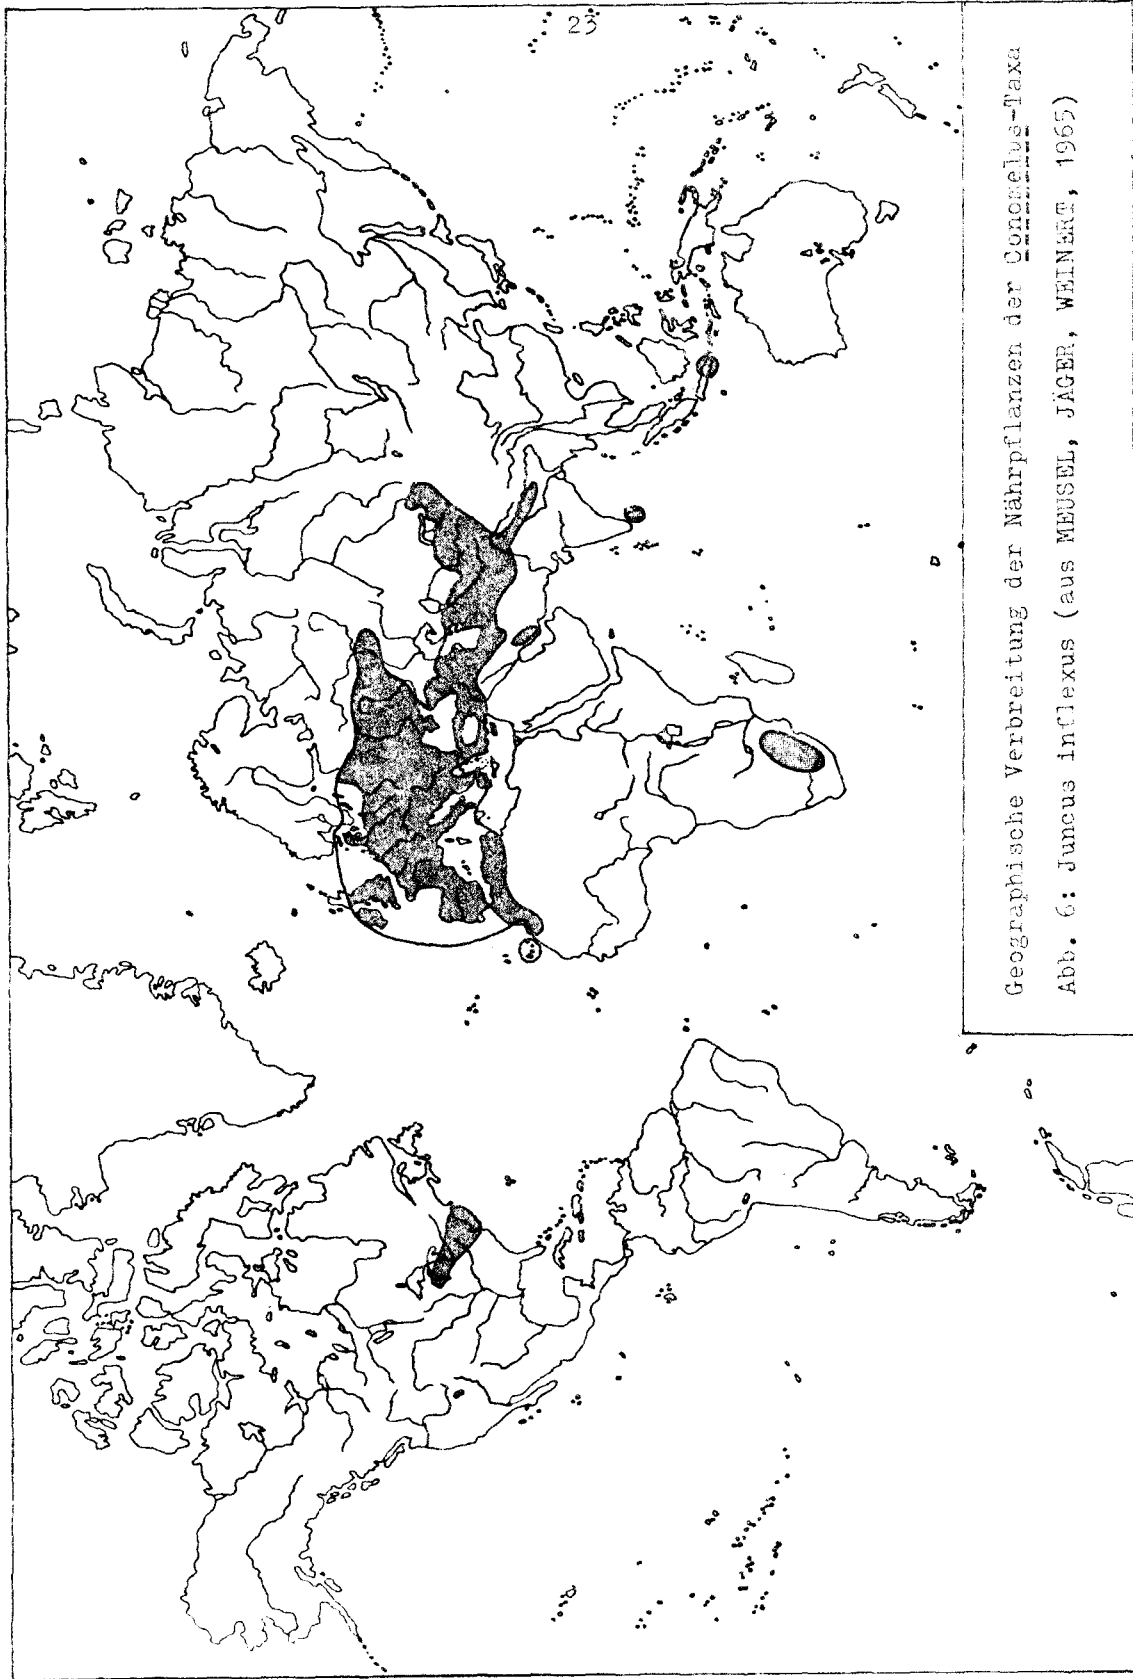 23
Geographische Verbreitung der Nährpflanzen der Conomelus-Taxa
Abb. 6: Juncus inflexus (aus MEUSEL, JÄGER, WEINERT, 1965)